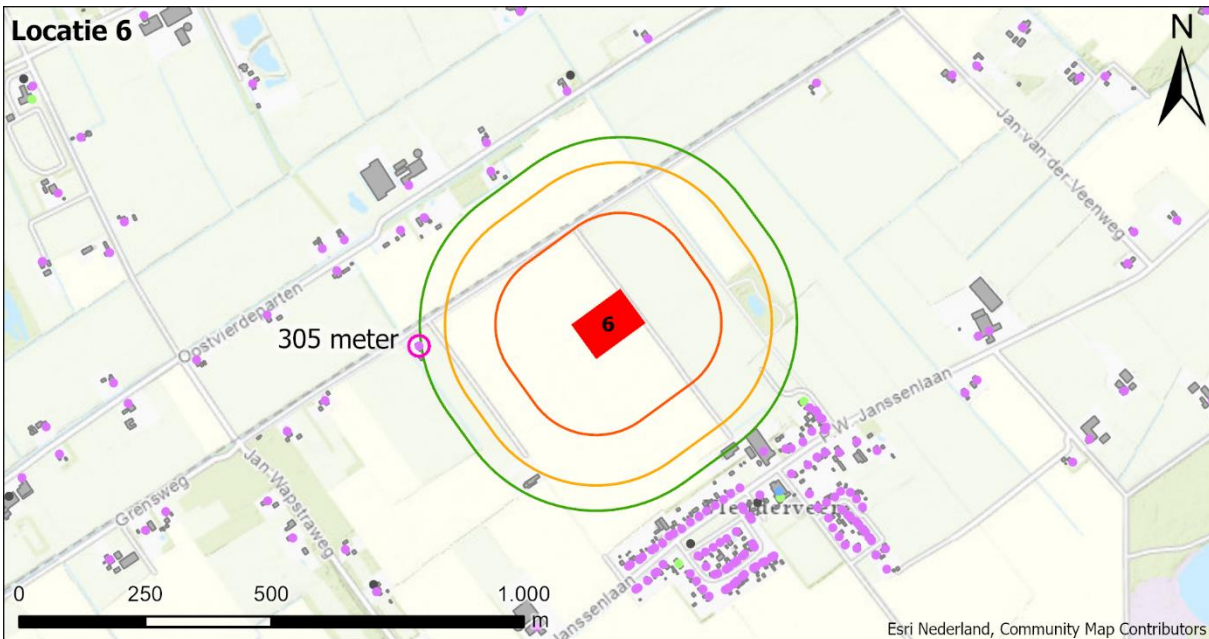 Locatie 6
N
Jan van der Veenweg
Oostvierdeparten
6
305 meter
P.W. Janssenlaan
Grensweg
Jan Wapstraweg
Janssenlaan
0 250 500 1.000
m
Esri Nederland, Community Map Contributors